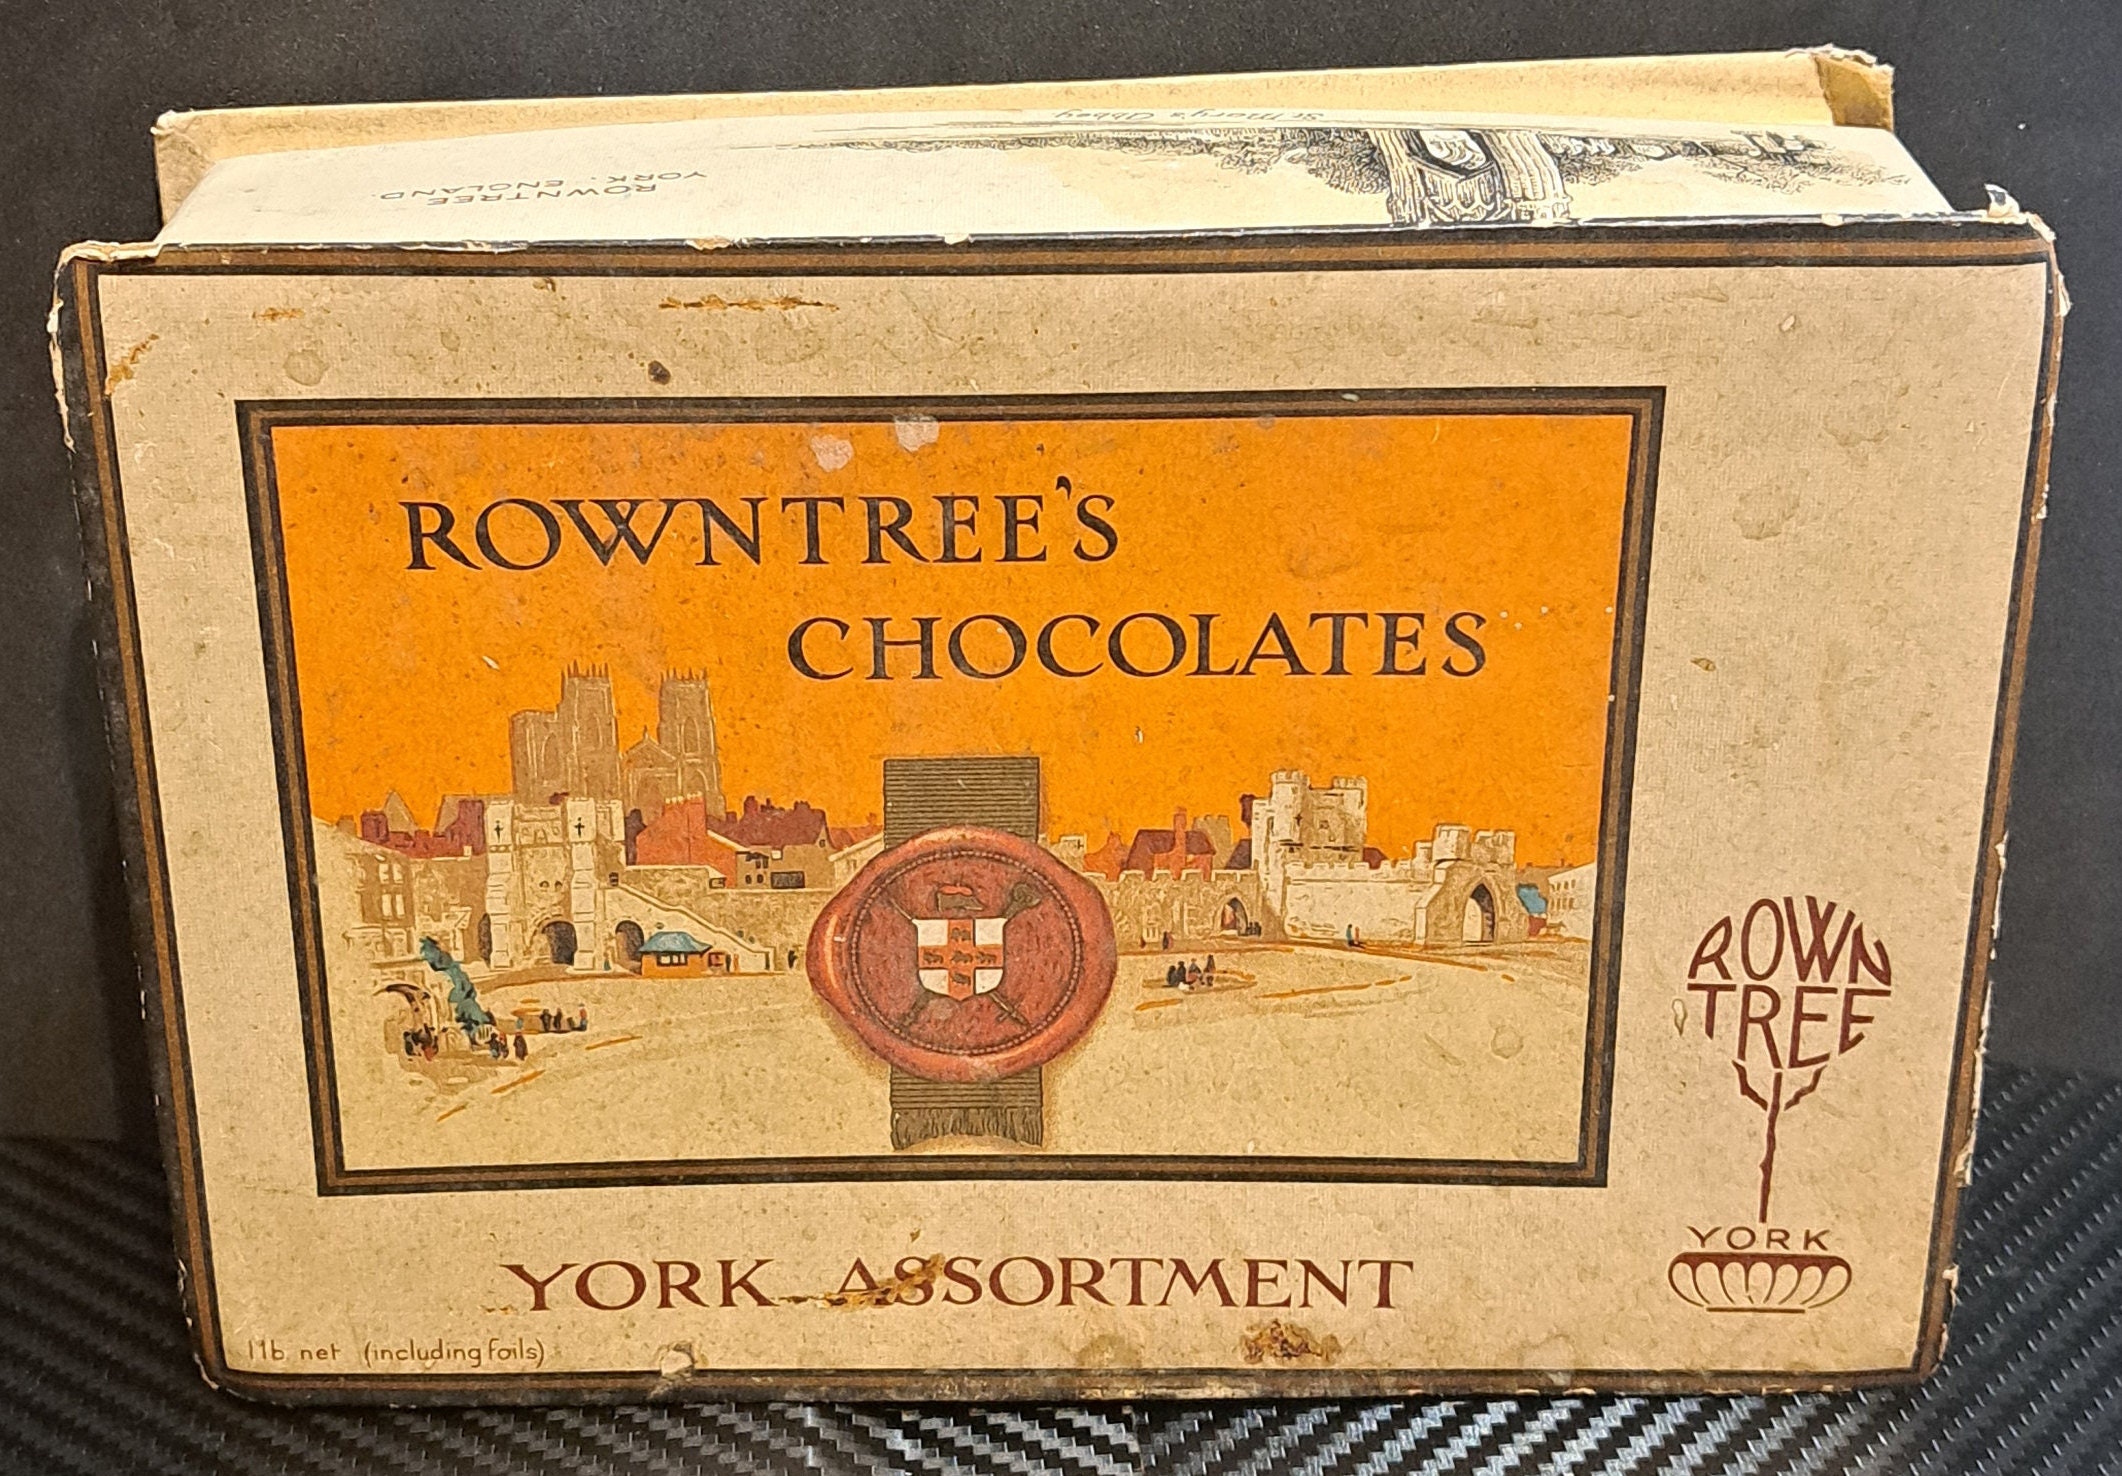 St Mary's Abbey
ROWNTREE
YORK, ENGLAND.
ROWNTREE'S
CHOCOLATES
ROWN
TREE
YORK
YORK ASSORTMENT
1lb net (including foils)